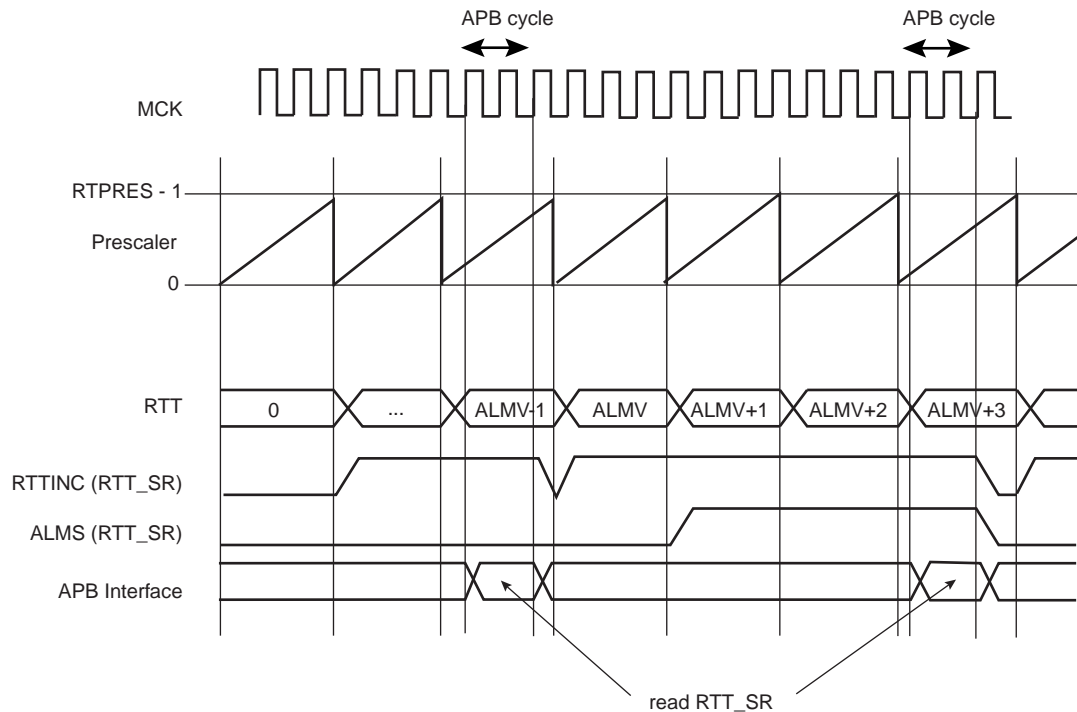 APB cycle
APB cycle
MCK
RTPRES - 1
Prescaler
0
RTT
0
...
ALMV-1
ALMV
ALMV+1
ALMV+2
ALMV+3
RTTINC (RTT_SR)
ALMS (RTT_SR)
APB Interface
read RTT_SR